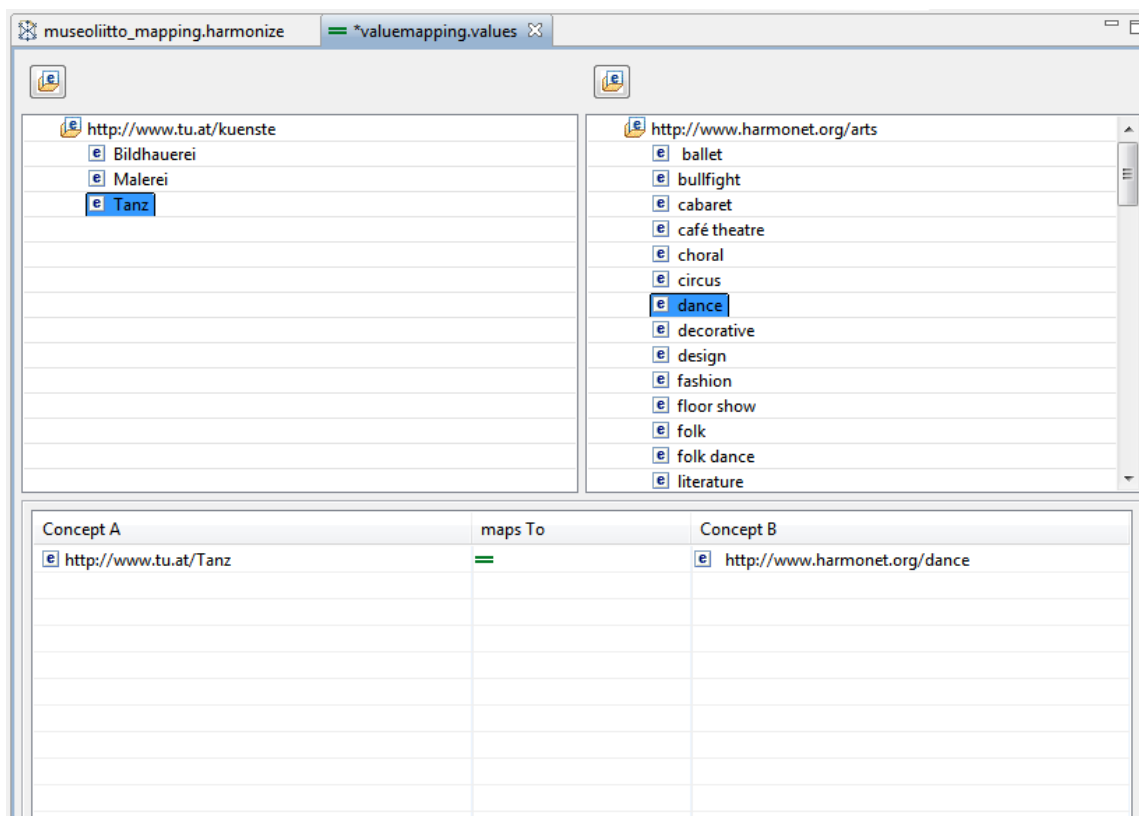 museoliitto_mapping.harmonize *valuemapping.values
http://www.tu.at/kuenste
Bildhauerei
Malerei
Tanz
http://www.harmonet.org/arts
ballet
bullfight
cabaret
café theatre
choral
circus
dance
decorative
design
fashion
floor show
folk
folk dance
literature
Concept A maps To Concept B
http://www.tu.at/Tanz = http://www.harmonet.org/dance